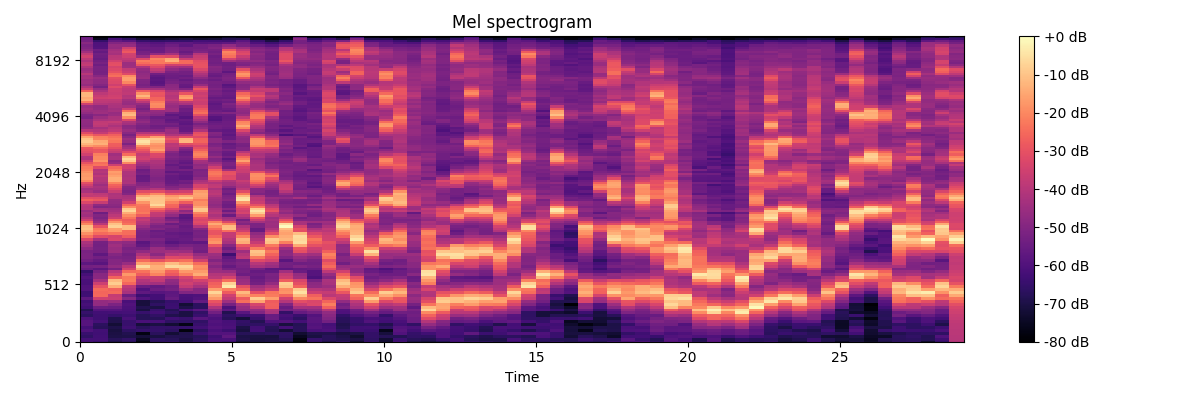 Mel spectrogram
8192
4096
2048
1024
512
0
Hz
0 5 10 15 20 25
Time
+0 dB
-10 dB
-20 dB
-30 dB
-40 dB
-50 dB
-60 dB
-70 dB
-80 dB